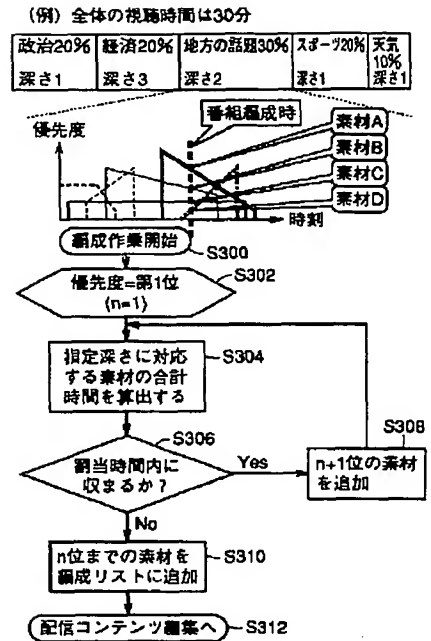 (例) 全体の視聴時間は30分
政治20% 経済20% 地方の話題30% スポーツ20% 天気10%
深さ1 深さ3 深さ2 深さ1 深さ1
優先度
番組編成時
素材A
素材B
素材C
素材D
時刻
編成作業開始
S300
優先度=第1位
(n=1)
S302
指定深さに対応
する素材の合計
時間を算出する
S304
割当時間内に
収まるか?
S306
Yes
n+1位の素材
を追加
S308
No
n位までの素材を
編成リストに追加
S310
配信コンテンツ編集へ
S312